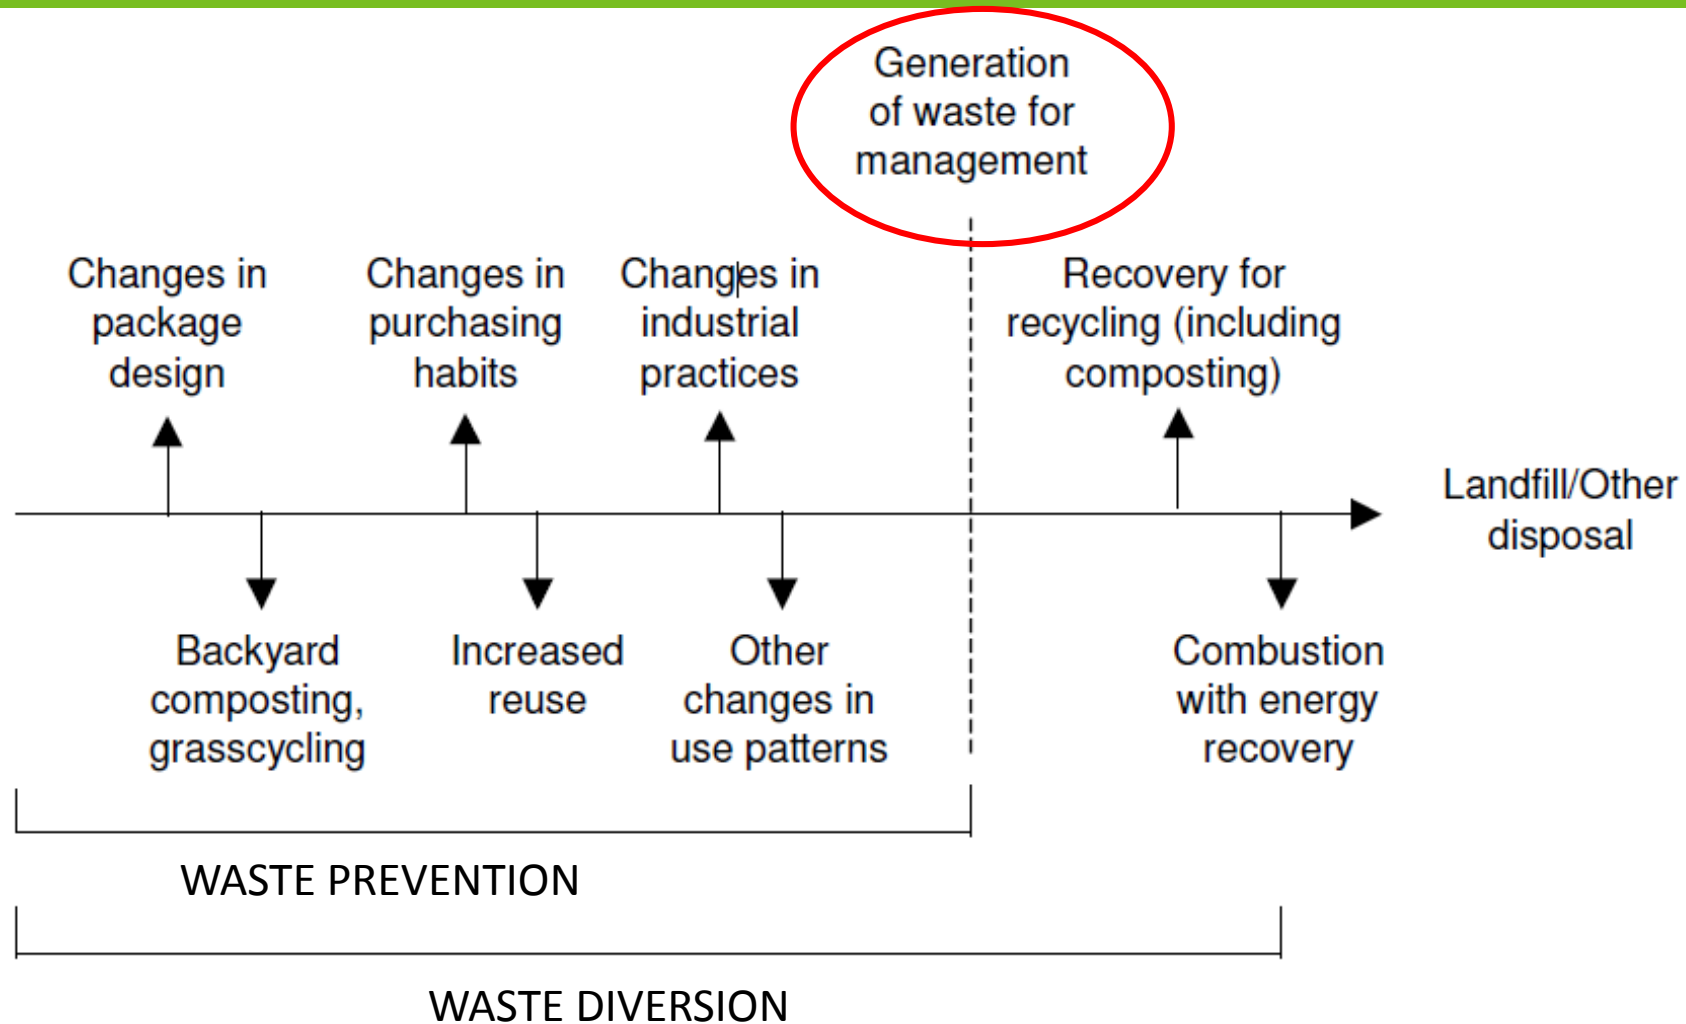 Generation
of waste for
management
Changes in
package
design
Changes in
purchasing
habits
Changes in
industrial
practices
Recovery for
recycling (including
composting)
Landfill/Other
disposal
Backyard
composting,
grasscycling
Increased
reuse
Other
changes in
use patterns
Combustion
with energy
recovery
WASTE PREVENTION
WASTE DIVERSION